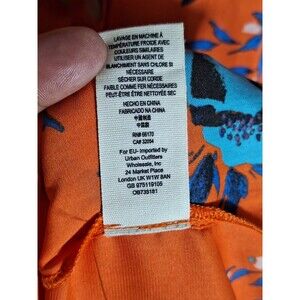 LAVAGE EN MACHINE À
TEMPÉRATURE FROIDE AVEC
COULEURS SIMILAIRES
UTILISER UN AGENT DE
BLANCHIMENT SANS CHLORE SI
NÉCESSAIRE
SÉCHER SUR CORDE
FAIBLE COMME FER NÉCESSAIRES
PEUT-ÊTRE ÊTRE NETTOYÉE SEC
HECHO EN CHINA
FABRICADO NA CHINA
中国制造
中國製造
RN# 66170
CA# 32054
For EU- Imported by
Urban Outfitters
Wholesale, Inc
24 Market Place
London UK W1W 8AN
GB 975119105
OB735181